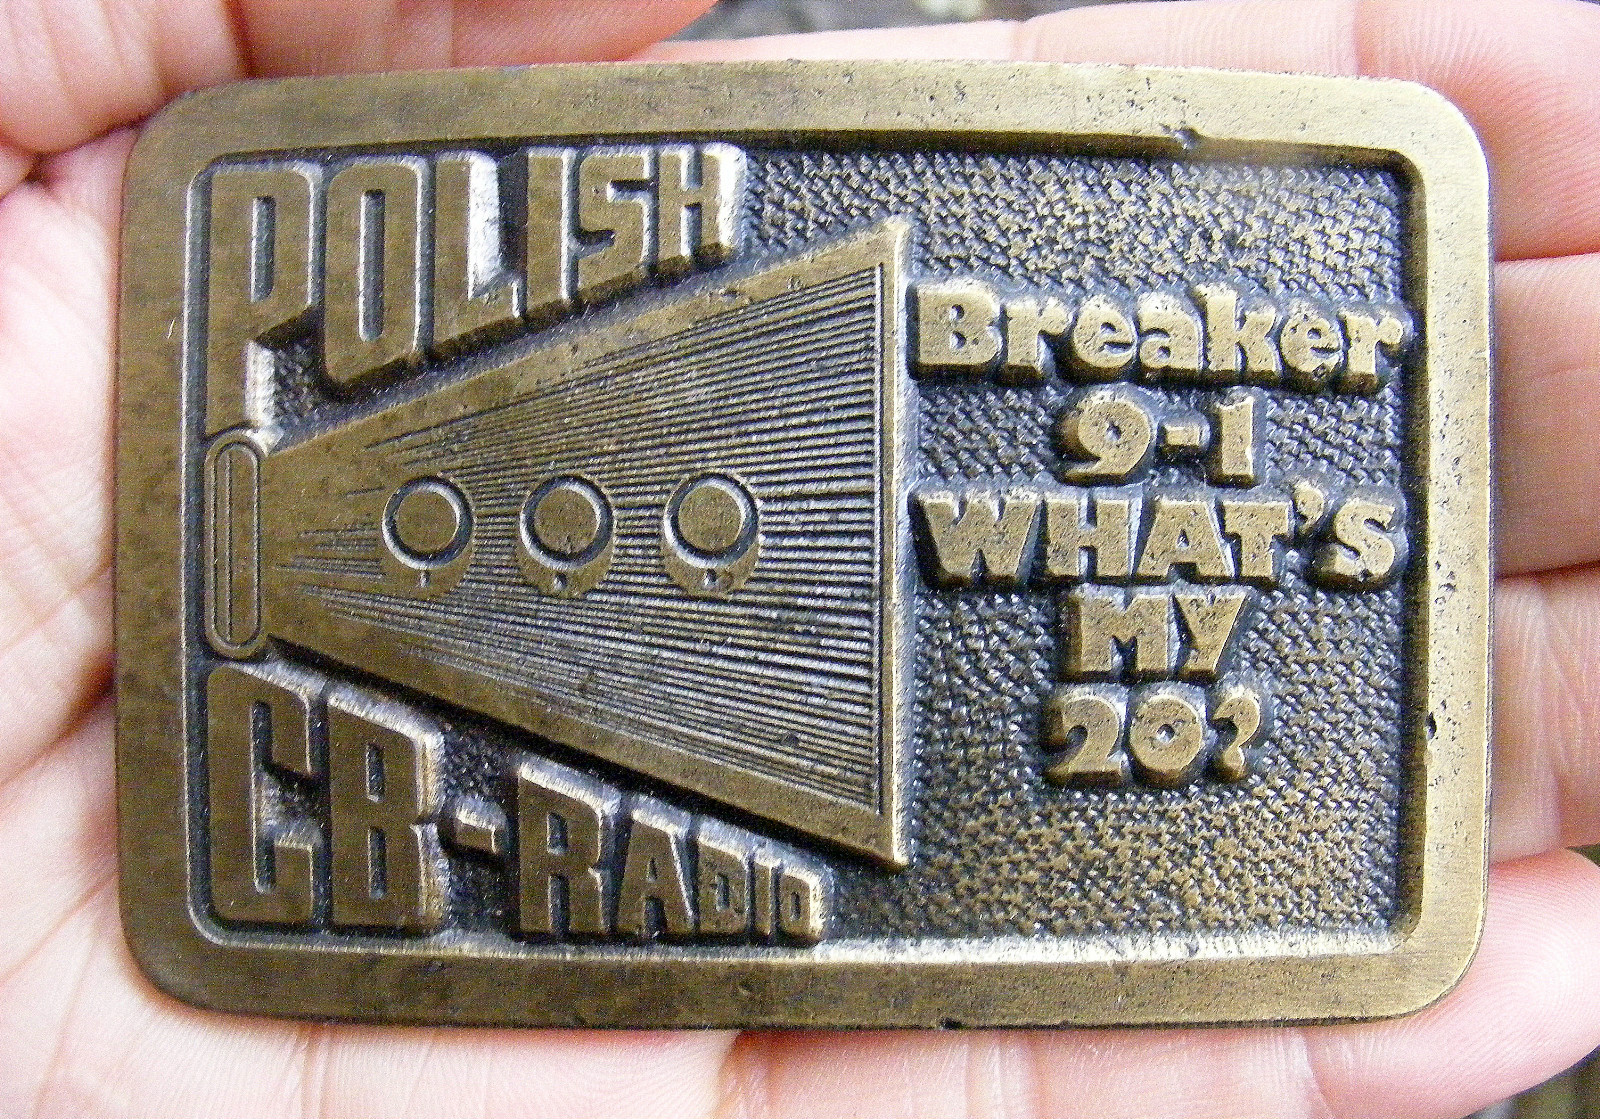 POLISH
CB-RADIO
Breaker
9-1
WHAT'S
MY
20?